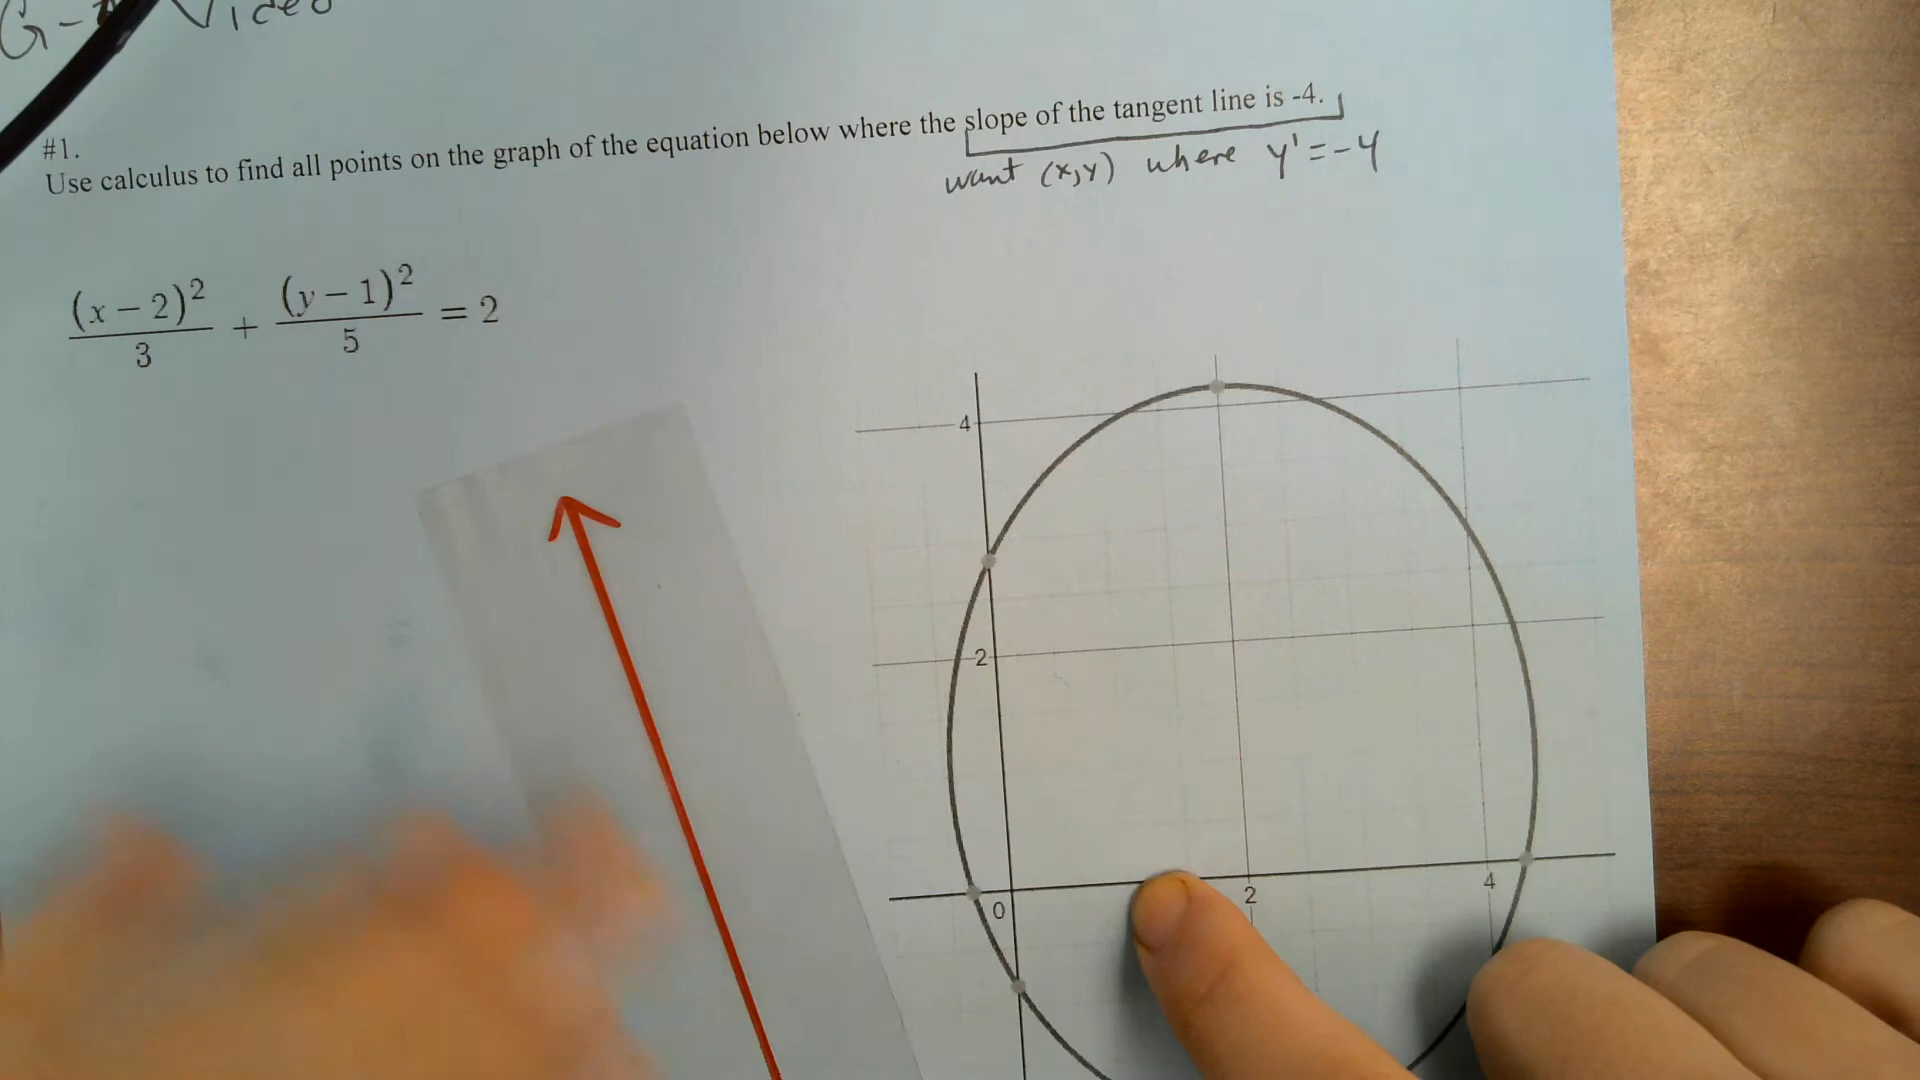 Video
#1.
Use calculus to find all points on the graph of the equation below where the slope of the tangent line is -4.
want (x,y) where y'=-4
(x-2)²/3 + (y-1)²/5 = 2
4
2
0
2
4